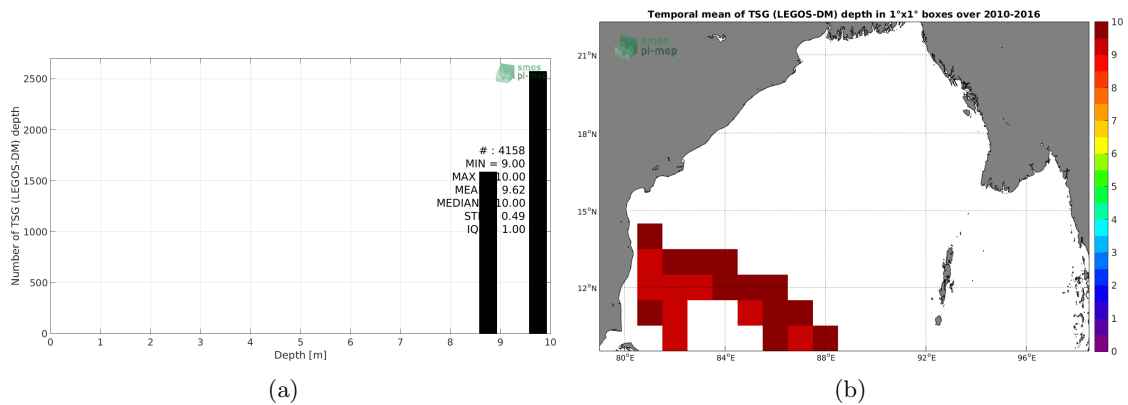 smos
pi-mep
# : 4158
MIN = 9.00
MAX 10.00
MEA 9.62
MEDIAN 10.00
ST 0.49
IQ 1.00
Number of TSG (LEGOS-DM) depth
2500
2000
1500
1000
500
0
0 1 2 3 4 5 6 7 8 9 10
Depth [m]
(a)
Temporal mean of TSG (LEGOS-DM) depth in 1°x1° boxes over 2010-2016
smos
pi-mep
21°N
18°N
15°N
12°N
80°E 84°E 88°E 92°E 96°E
10
9
8
7
6
5
4
3
2
1
0
(b)